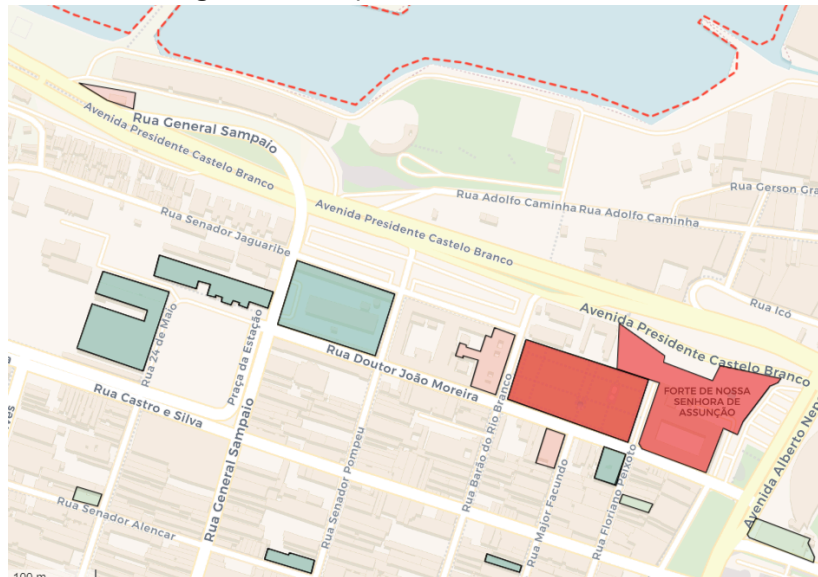 Rua General Sampaio
Avenida Presidente Castelo Branco
Rua Senador Jaguaribe
Avenida Presidente Castelo Branco
Rua Adolfo Caminha
Rua Adolfo Caminha
Rua Gerson Gra
Rua Icó
Avenida Presidente Castelo Branco
FORTE DE NOSSA
SENHORA DE
ASSUNÇÃO
Rua 24 de Maio
Praça da Estação
Rua Doutor João Moreira
Rua Castro e Silva
Rua General Sampaio
Rua Senador Pompeu
Rua Barão do Rio Branco
Rua Major Facundo
Rua Floriano Peixoto
Avenida Alberto Nep
Rua Senador Alencar
100 m